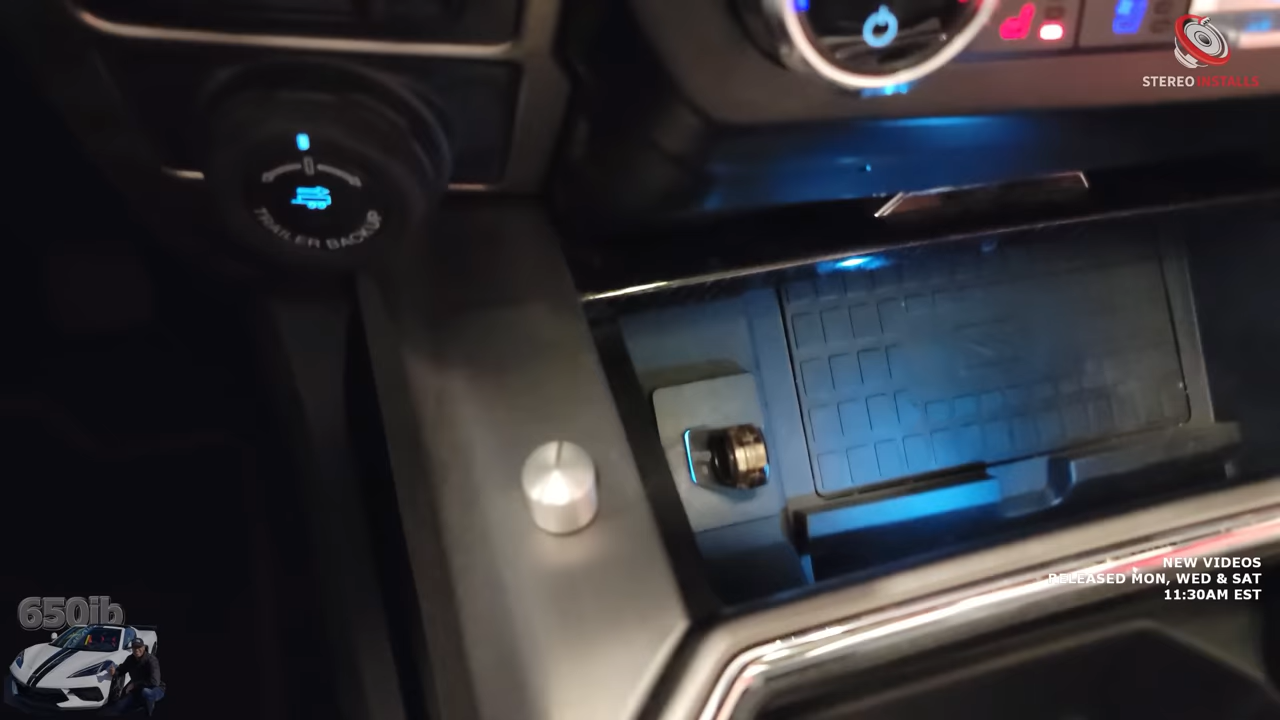 STEREO INSTALLS
TRAILER BACKUP
NEW VIDEOS
RELEASED MON, WED & SAT
11:30AM EST
650ib